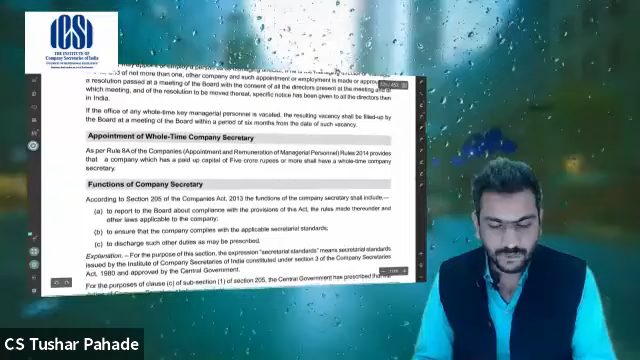 ICSI
THE INSTITUTE OF
Company Secretaries of India
a resolution passed at a meeting of the Board with the consent of all the directors present at the meeting and of
which meeting, and of the resolution to be moved thereat, specific notice has been given to all the directors then
in India.
If the office of any whole-time key managerial personnel is vacated, the resulting vacancy shall be filled-up by
the Board at a meeting of the Board within a period of six months from the date of such vacancy.
Appointment of Whole-Time Company Secretary
As per Rule 8A of the Companies (Appointment and Remuneration of Managerial Personnel) Rules 2014 provides
that a company which has a paid up capital of Five crore rupees or more shall have a whole-time company
secretary.
Functions of Company Secretary
According to Section 205 of the Companies Act, 2013 the functions of the company secretary shall include,—
(a) to report to the Board about compliance with the provisions of this Act, the rules made thereunder and
other laws applicable to the company;
(b) to ensure that the company complies with the applicable secretarial standards;
(c) to discharge such other duties as may be prescribed.
Explanation. – For the purpose of this section, the expression "secretarial standards" means secretarial standards
issued by the Institute of Company Secretaries of India constituted under section 3 of the Company Secretaries
Act, 1980 and approved by the Central Government.
For the purposes of clause (c) of sub-section (1) of section 205, the Central Government has prescribed that the
CS Tushar Pahade